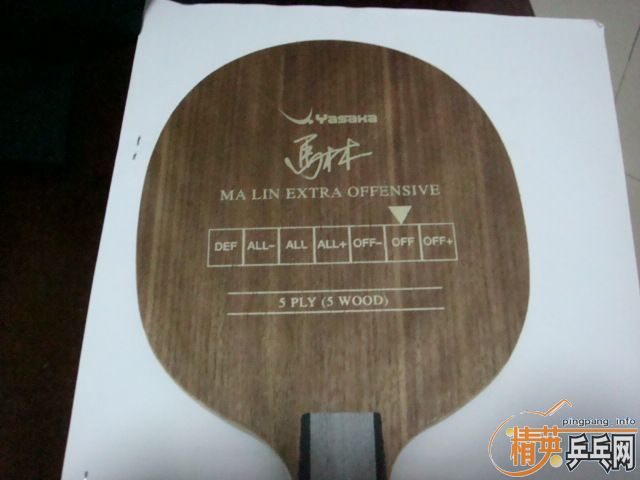 Yasaka
馬林
MA LIN EXTRA OFFENSIVE
DEF ALL- ALL ALL+ OFF- OFF OFF+
5 PLY (5 WOOD)
pingpang.info
精英乒乓网